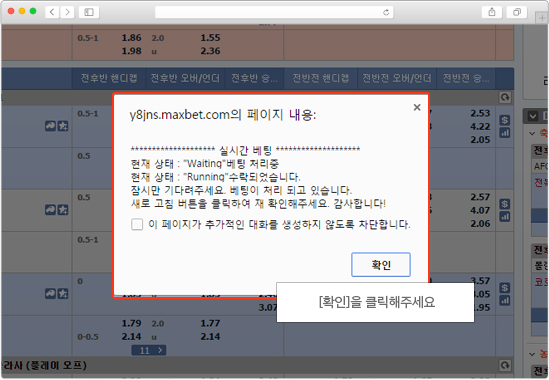 0.5-1 1.86 2.0 1.55
1.98 u 2.36
전후반 핸디캡 전후반 오버/언더 전후반 승... 전반전 핸디캡 전반전 오버/언더 전반전 승...
y8jns.maxbet.com의 페이지 내용:
******************** 실시간 베팅 ********************
현재 상태 : "Waiting"베팅 처리중
현재 상태 : "Running"수락되었습니다.
잠시만 기다려주세요. 베팅이 처리 되고 있습니다.
새로 고침 버튼을 클릭하여 재 확인해주세요. 감사합니다!
이 페이지가 추가적인 대화를 생성하지 않도록 차단합니다.
확인
[확인]을 클릭해주세요
0.5-1 2.53
4.22
2.05
0.5
0.5 2.57
4.07
2.06
0.5-1
0 3.57
3.07
1.79 2.0 1.77
0-0.5 2.14 u 2.14
11
라사 (플레이 오프)